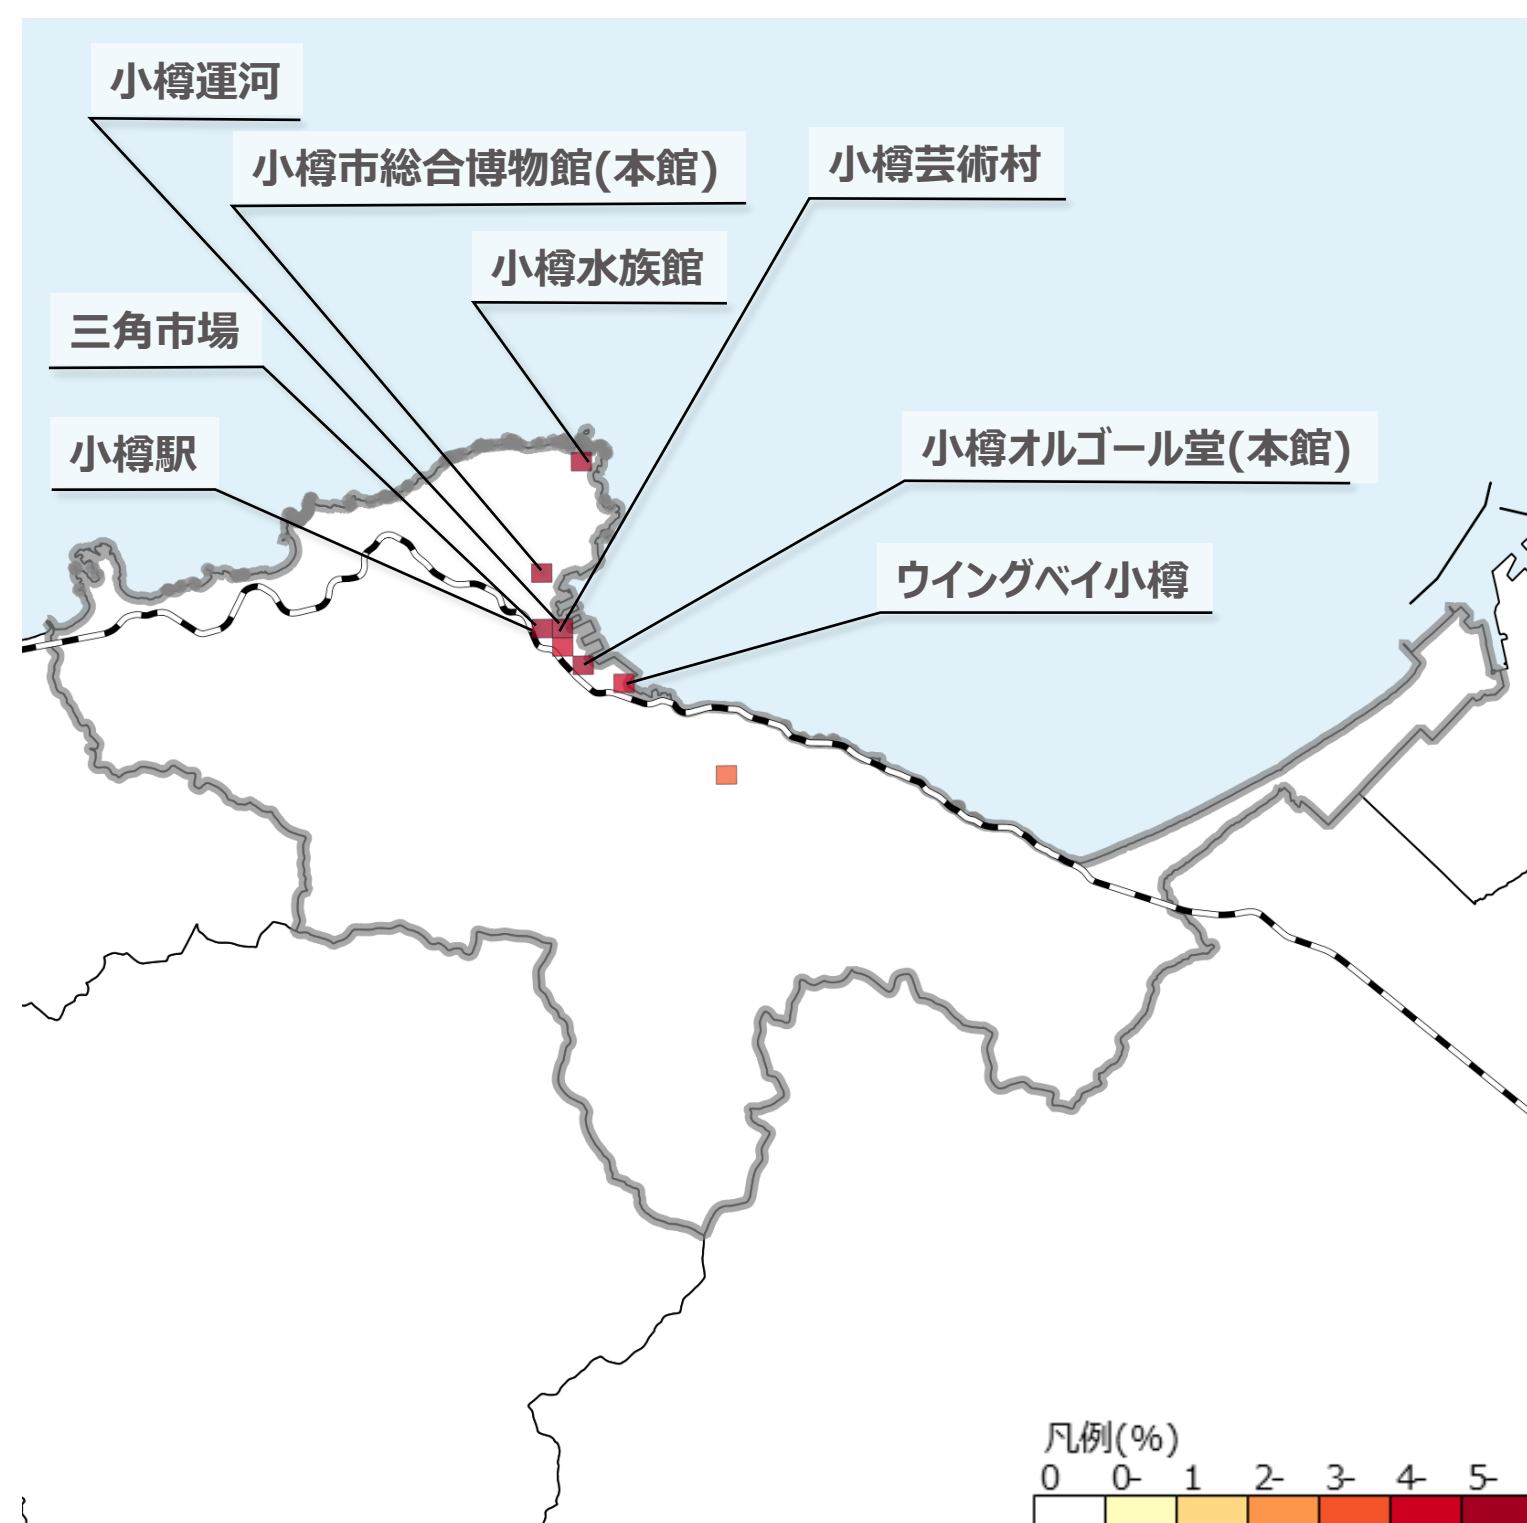 小樽運河
小樽市総合博物館(本館)
小樽芸術村
小樽水族館
三角市場
小樽駅
小樽オルゴール堂(本館)
ウイングベイ小樽
凡例(%)
0 0- 1 2- 3- 4- 5-